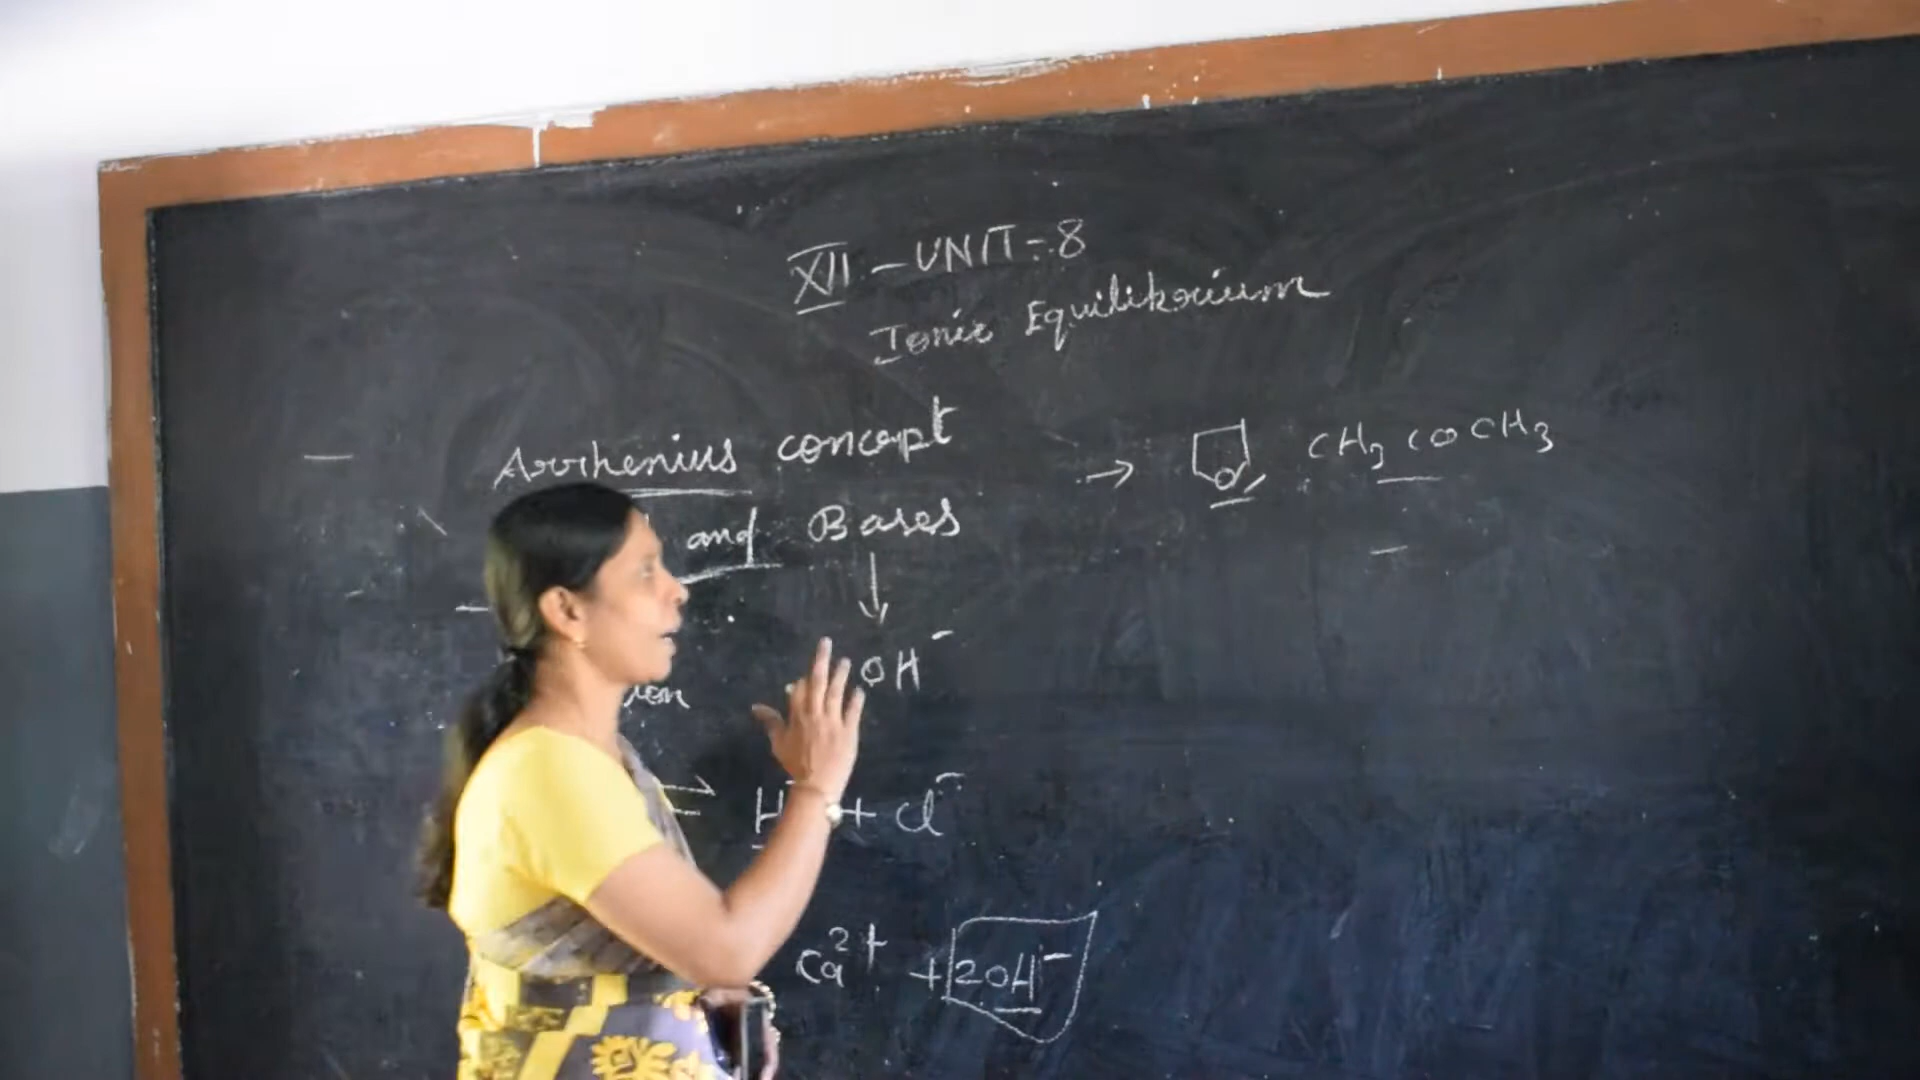 XII - UNIT - 8
Ionic Equilibrium
Arrhenius concept
and Bases
→ O CH3 CO CH3
↓
OH-
⇌ H + Cl-
Ca2+ + 2OH-